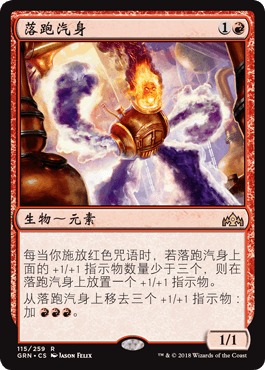 落跑汽身 1
生物～元素
每当你施放红色咒语时，若落跑汽身上
面的 +1/+1 指示物数量少于三个，则在
落跑汽身上放置一个 +1/+1 指示物。
从落跑汽身上移去三个 +1/+1 指示物：
加 。
1/1
115/259 R
GRN • CS JASON FELIX
™ & © 2018 Wizards of the Coast